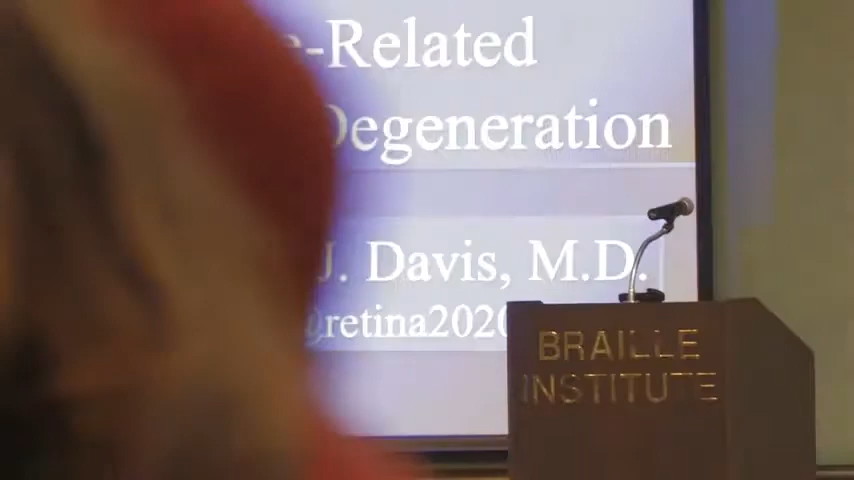 -Related
Degeneration
J. Davis, M.D.
@retina2020
BRAILLE
INSTITUTE